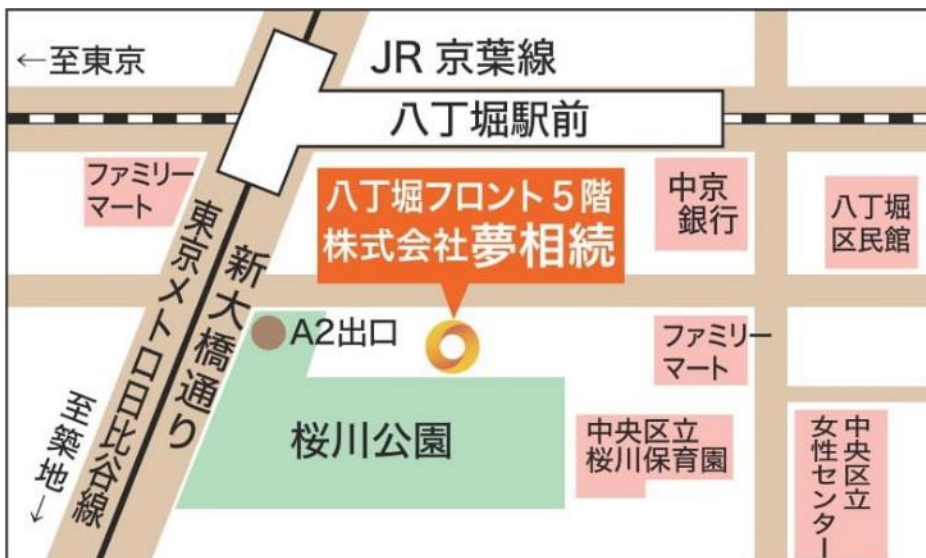 ←至東京
JR 京葉線
八丁堀駅前
ファミリー
マート
八丁堀フロント5階
株式会社夢相続
中京
銀行
八丁堀
区民館
東京メトロ日比谷線
新大橋通り
A2出口
ファミリー
マート
桜川公園
中央区立
桜川保育園
中央区立
女性センター
至築地→